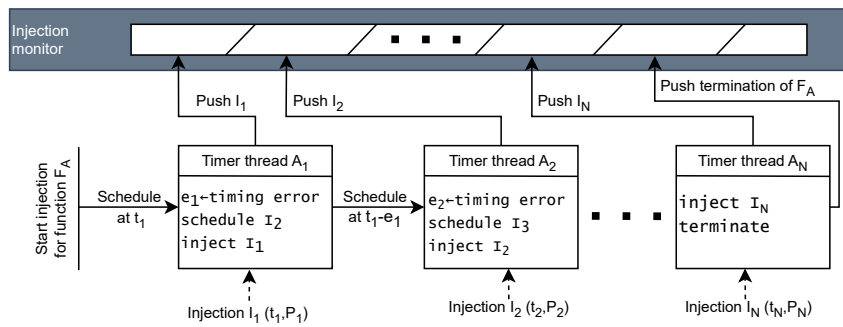 Injection
monitor
Push I1
Push I2
Push IN
Push termination of FA
Start injection
for function FA
Schedule
at t1
Timer thread A1
e1←timing error
schedule I2
inject I1
Schedule
at t1-e1
Timer thread A2
e2←timing error
schedule I3
inject I2
Timer thread AN
inject IN
terminate
Injection I1 (t1,P1)
Injection I2 (t2,P2)
Injection IN (tN,PN)